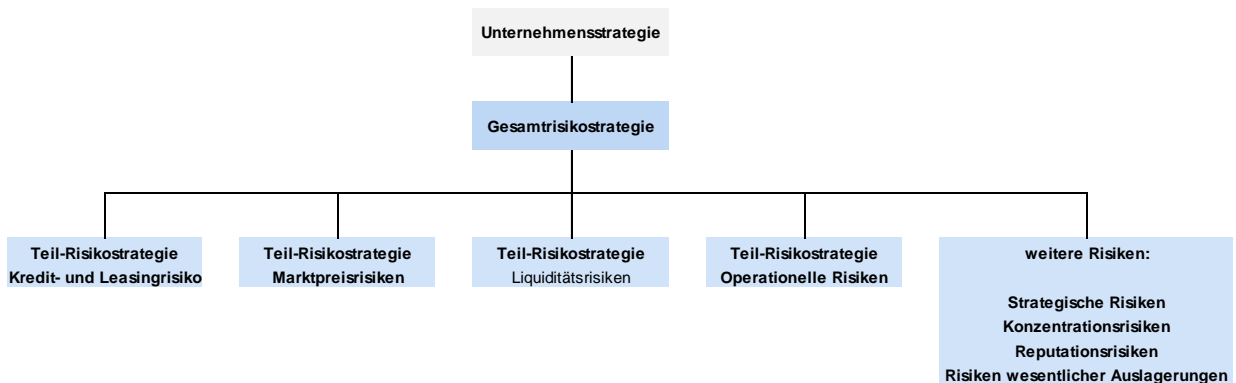 Unternehmensstrategie
Gesamtrisikostrategie
Teil-Risikostrategie
Kredit- und Leasingrisiko
Teil-Risikostrategie
Marktpreisrisiken
Teil-Risikostrategie
Liquiditätsrisiken
Teil-Risikostrategie
Operationelle Risiken
weitere Risiken:
Strategische Risiken
Konzentrationsrisiken
Reputationsrisiken
Risiken wesentlicher Auslagerungen